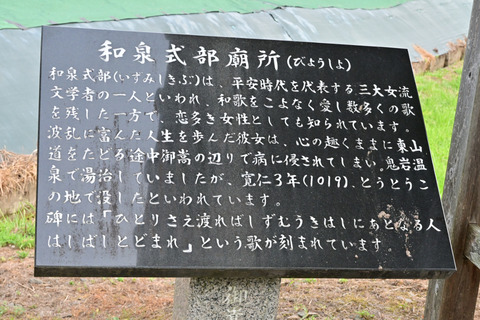 和泉式部廟所(びょうしょ)
和泉式部(いずみしきぶ)は、平安時代を代表する三大女流
文学者の一人といわれ、和歌をこよなく愛し数多くの歌
を残した一方で、恋多き女性としても知られています。
波乱に富んだ人生を歩んだ彼女は、心の趣くままに東山
道をたどる途中御嵩の辺りで病に侵されてしまい。鬼岩温
泉で湯治していましたが、寛仁3年(1019)、とうとうこ
の地で没したといわれています。
碑には「ひとりさえ渡ればしずむうきはしにあとなる人
はしばしとどまれ」という歌が刻まれています。
御